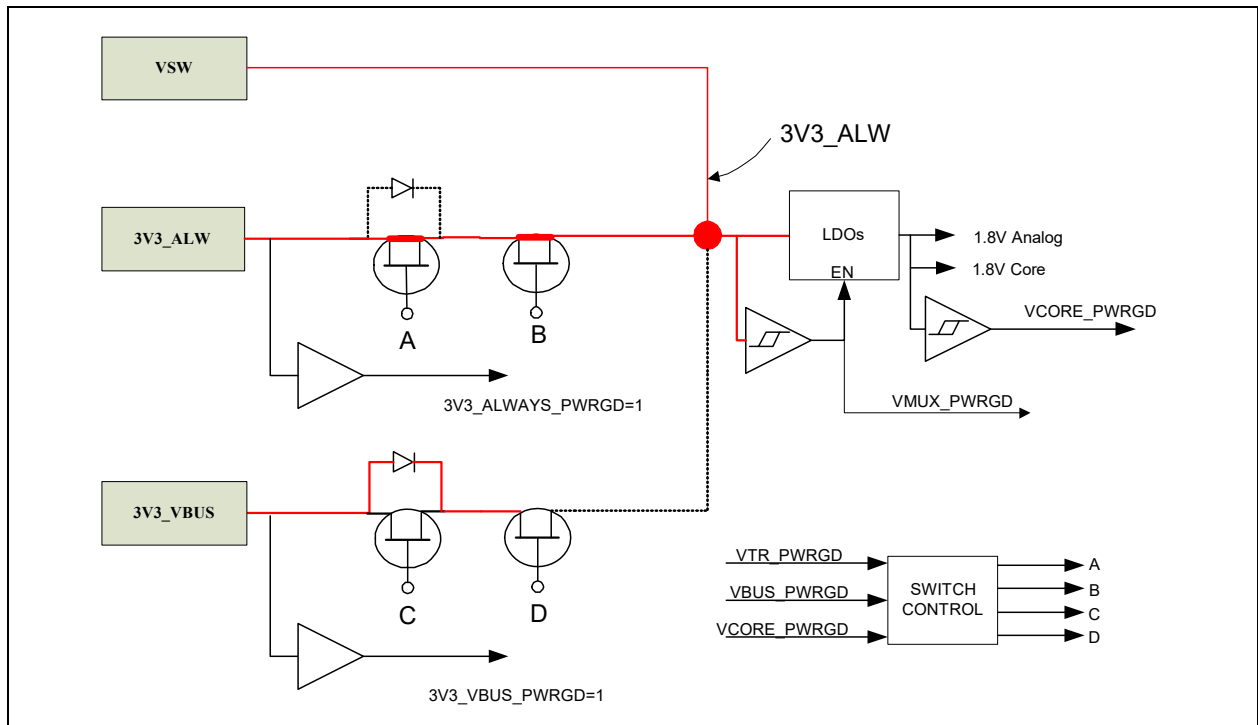 VSW
3V3_ALW
3V3_ALW
LDOs
EN
1.8V Analog
1.8V Core
A
B
VCORE_PWRGD
3V3_ALWAYS_PWRGD=1
VMUX_PWRGD
3V3_VBUS
C
D
VTR_PWRGD
VBUS_PWRGD
VCORE_PWRGD
SWITCH
CONTROL
A
B
C
D
3V3_VBUS_PWRGD=1